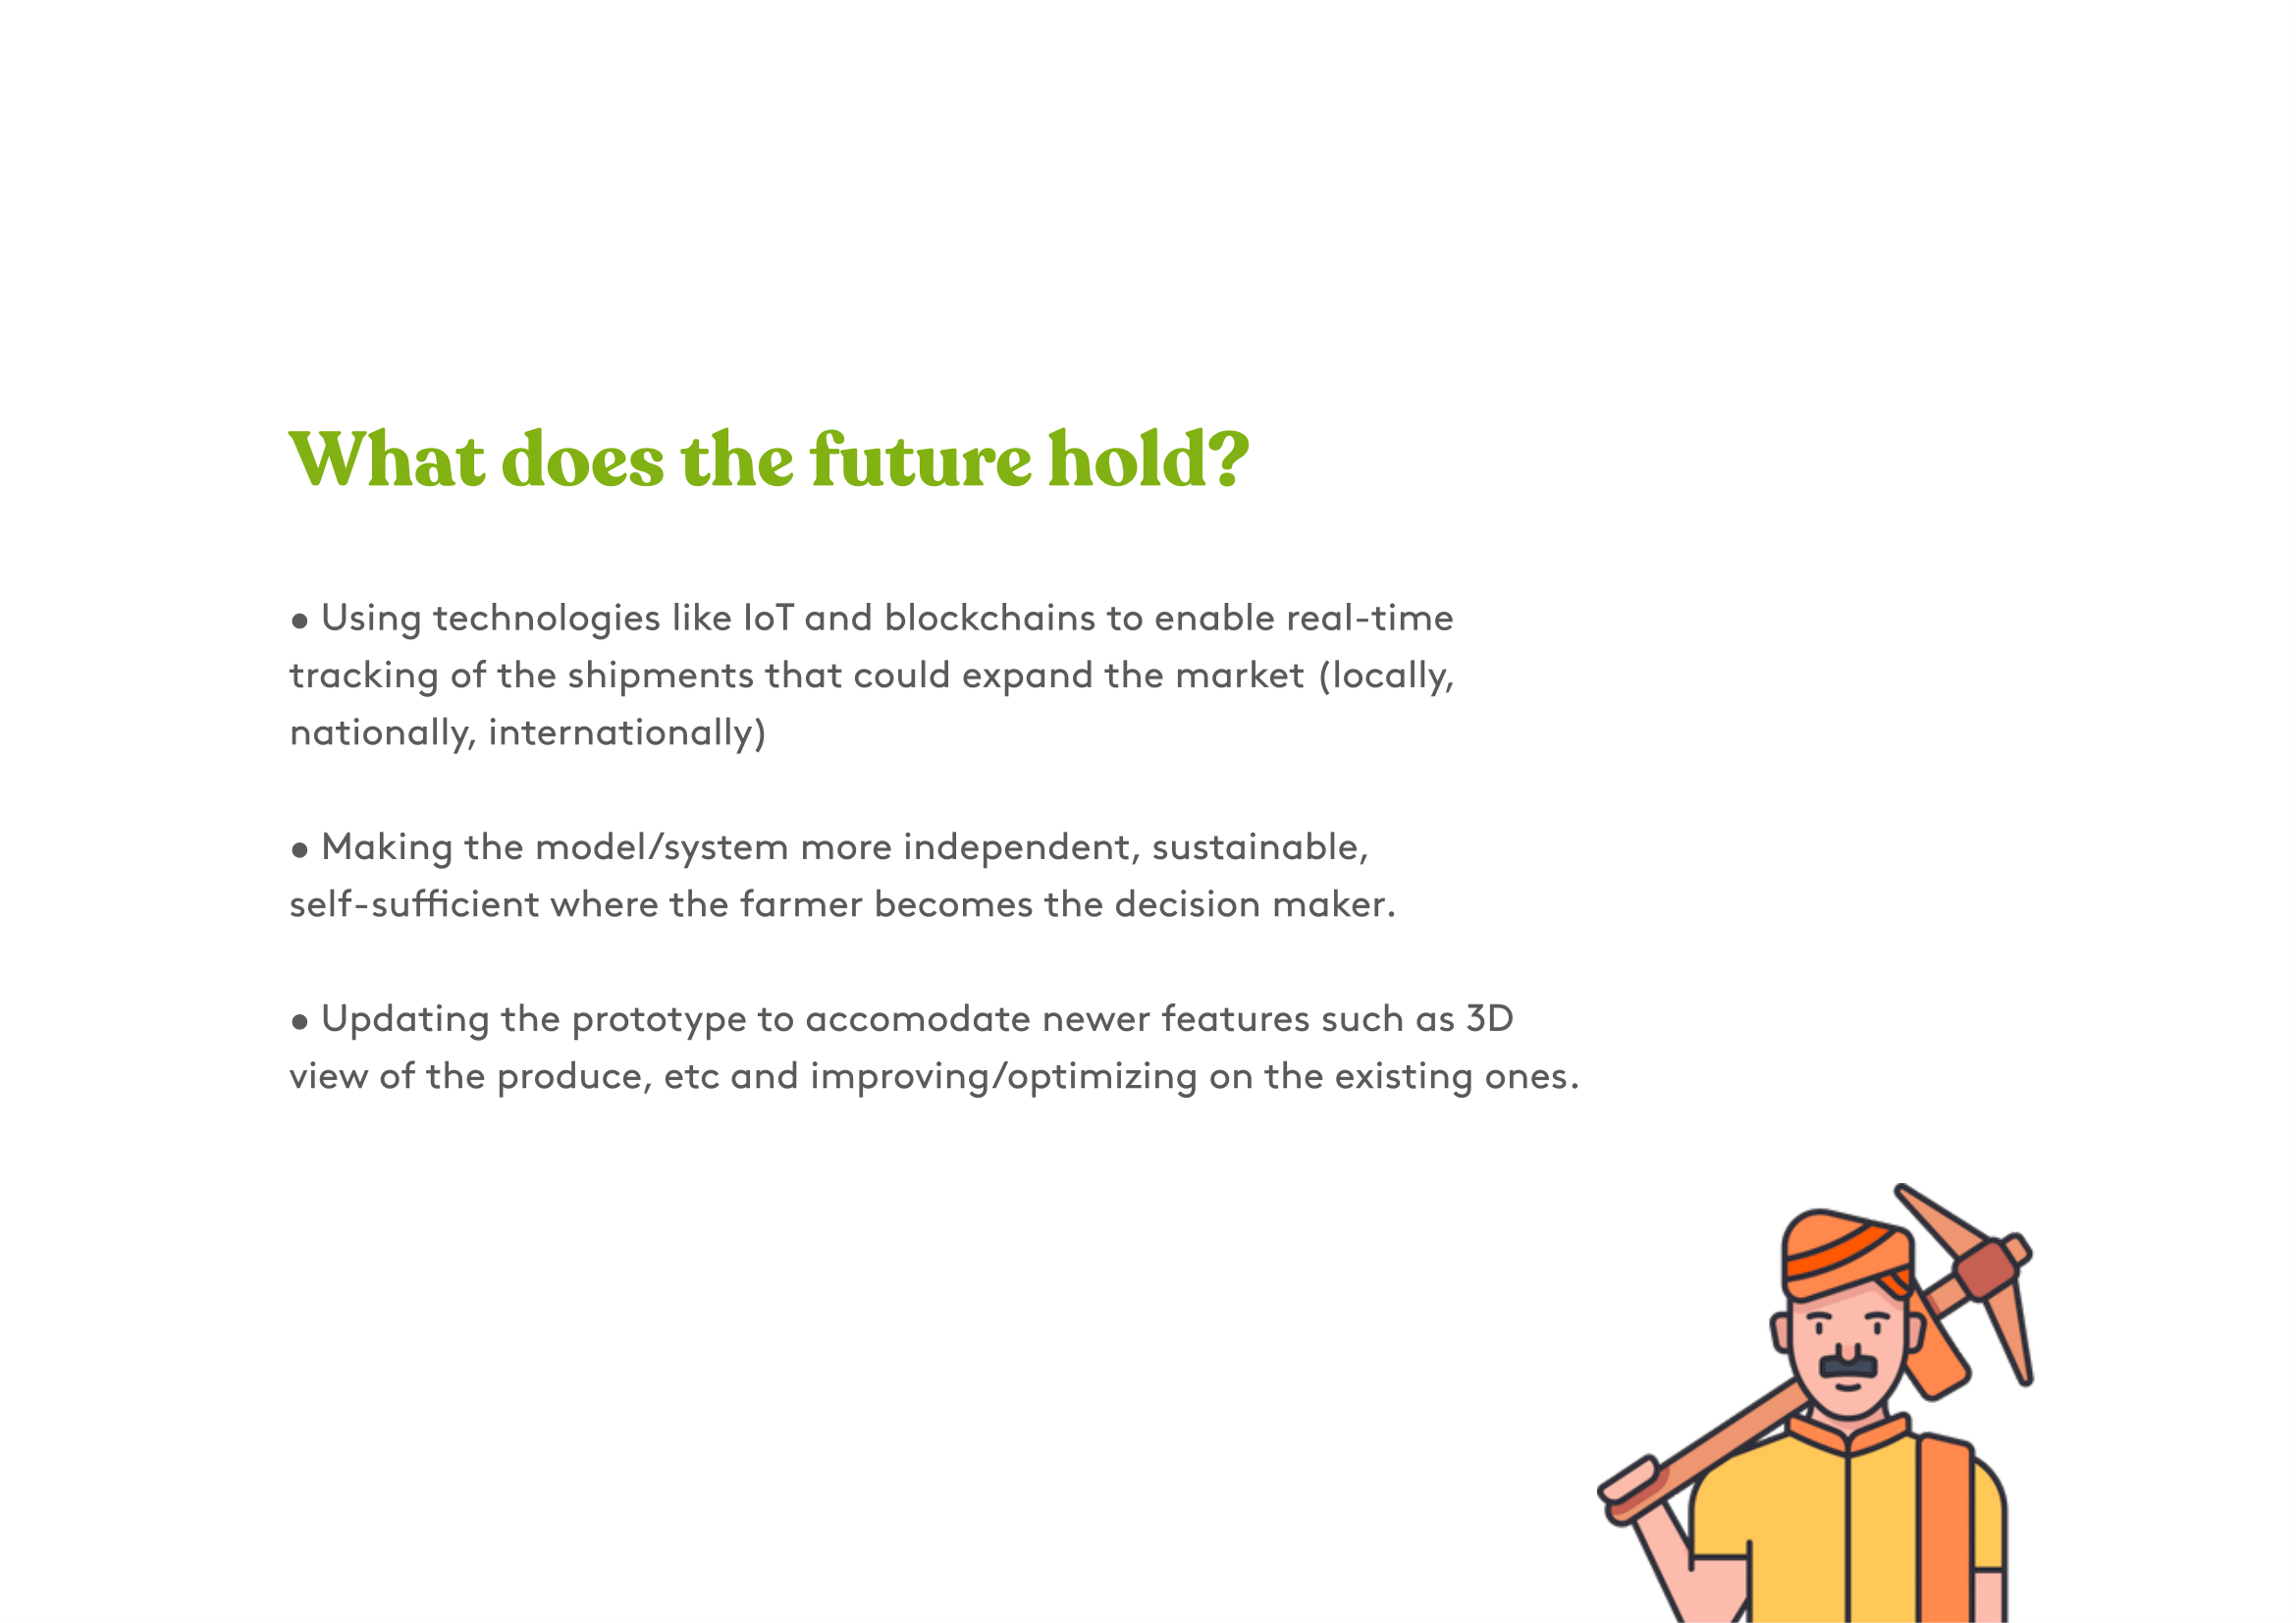 What does the future hold?
• Using technologies like IoT and blockchains to enable real-time
tracking of the shipments that could expand the market (locally,
nationally, internationally)
• Making the model/system more independent, sustainable,
self-sufficient where the farmer becomes the decision maker.
• Updating the prototype to accomodate newer features such as 3D
view of the produce, etc and improving/optimizing on the existing ones.